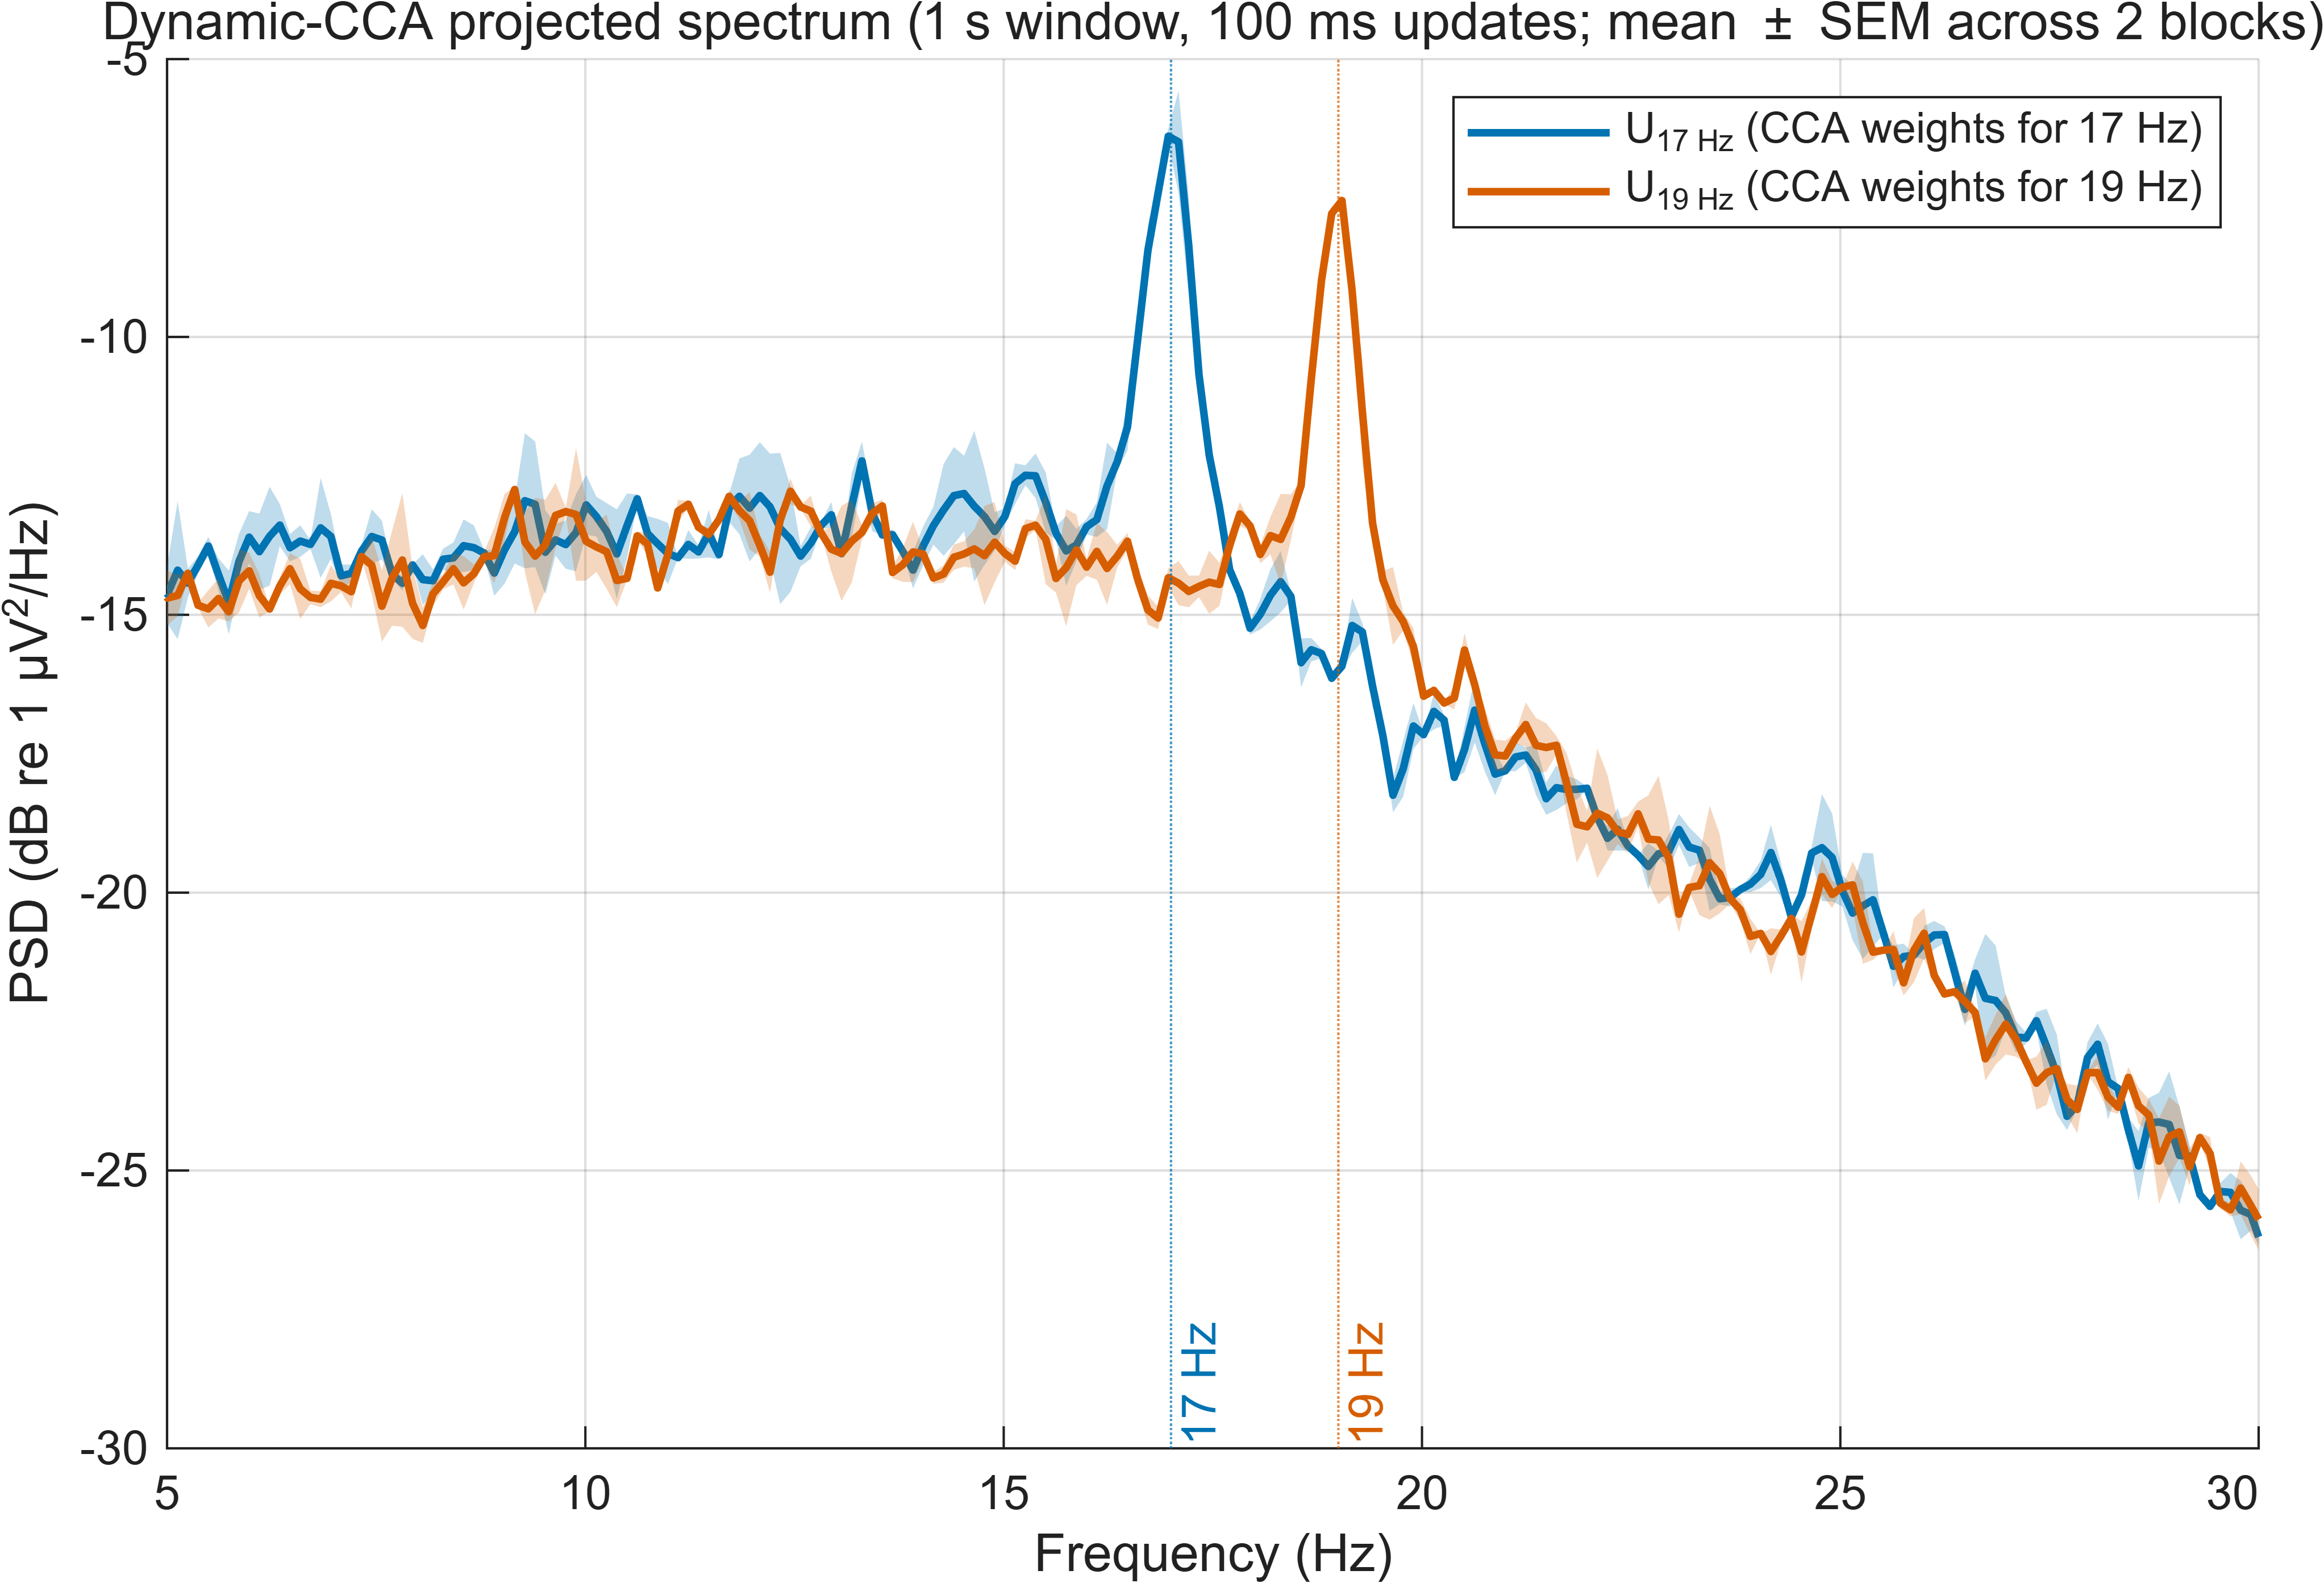 Dynamic-CCA projected spectrum (1 s window, 100 ms updates; mean ± SEM across 2 blocks)
U17 Hz (CCA weights for 17 Hz)
U19 Hz (CCA weights for 19 Hz)
PSD (dB re 1 µV²/Hz)
-5
-10
-15
-20
-25
-30
17 Hz
19 Hz
5
10
15
20
25
30
Frequency (Hz)